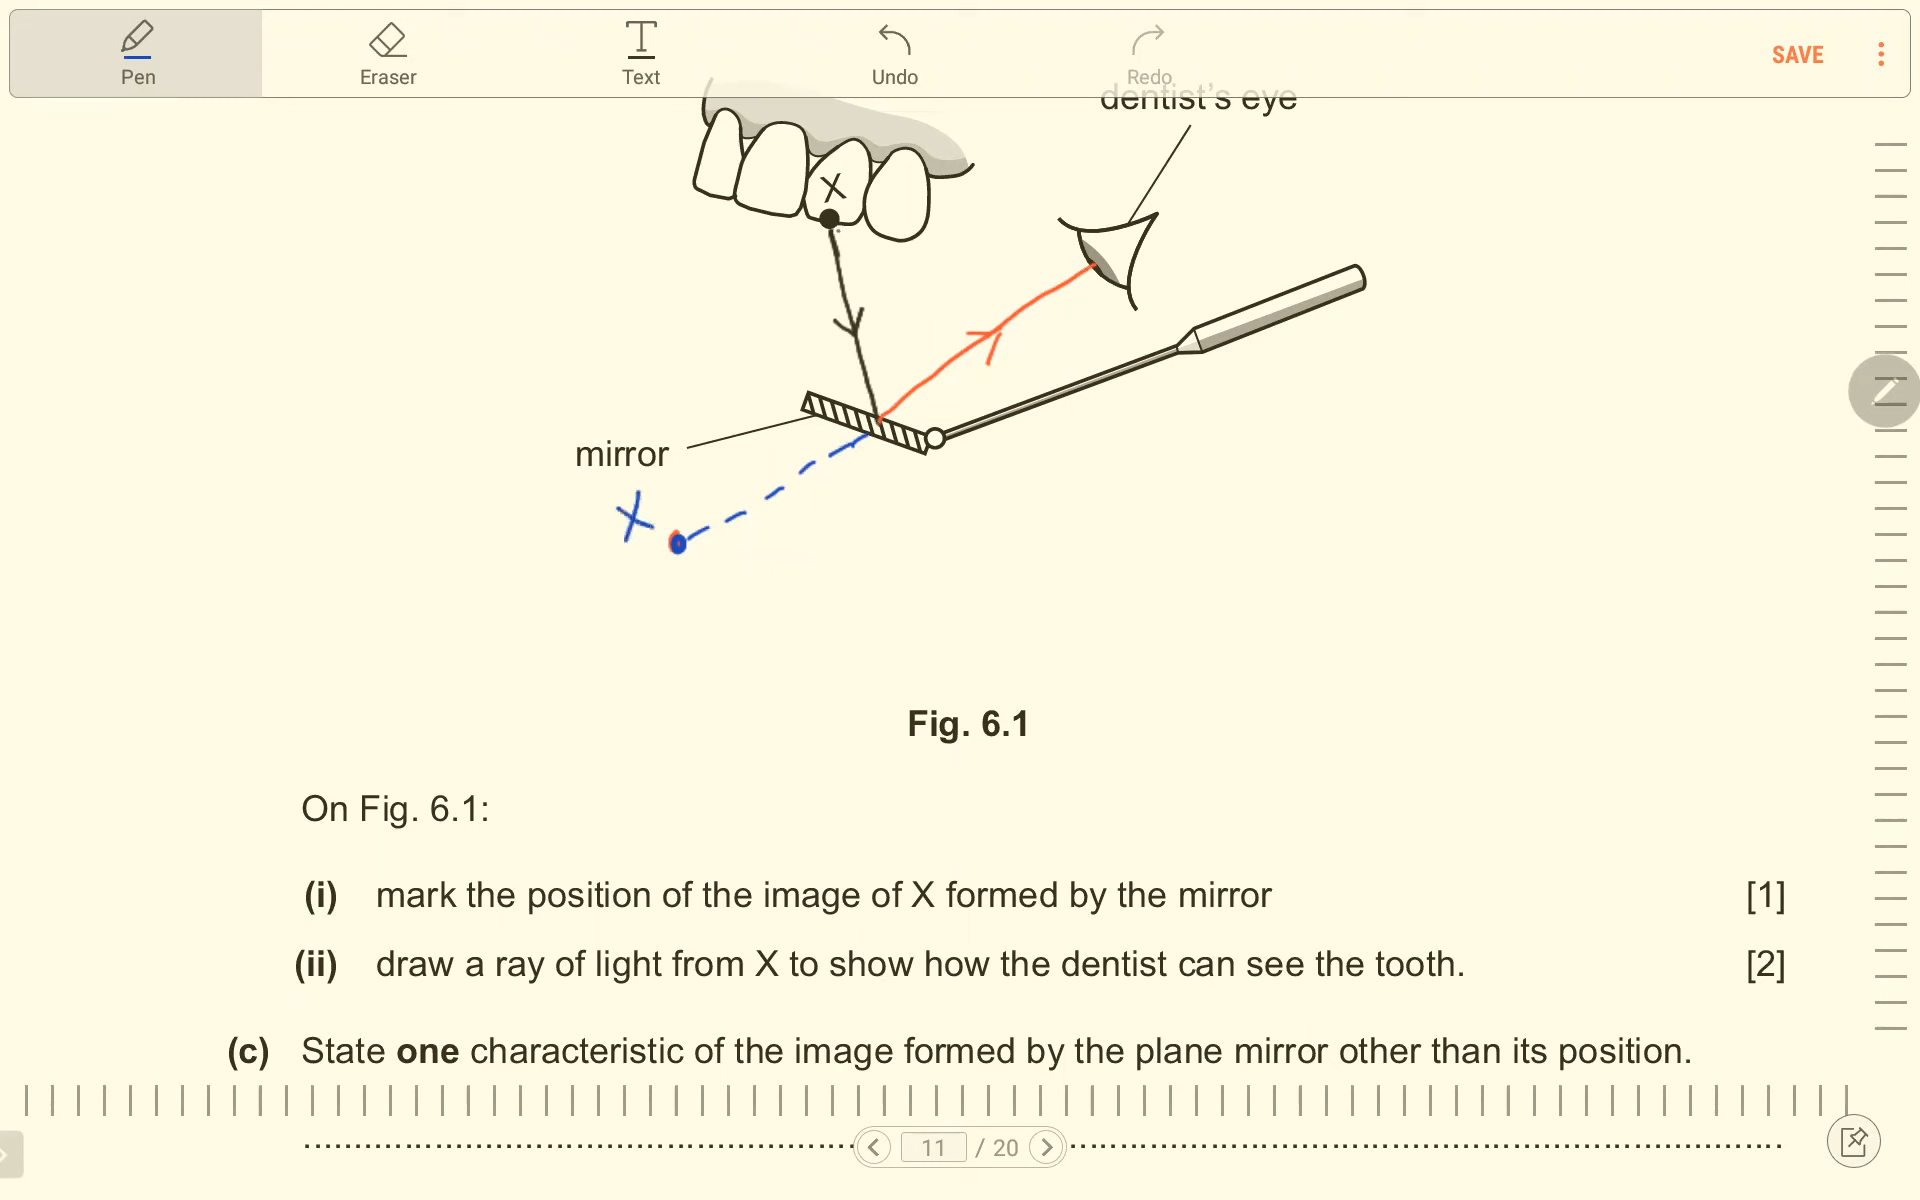 Pen
Eraser
Text
Undo
Redo
SAVE
dentist's eye
X
mirror
X
Fig. 6.1
On Fig. 6.1:
(i) mark the position of the image of X formed by the mirror [1]
(ii) draw a ray of light from X to show how the dentist can see the tooth. [2]
(c) State one characteristic of the image formed by the plane mirror other than its position.
11 / 20